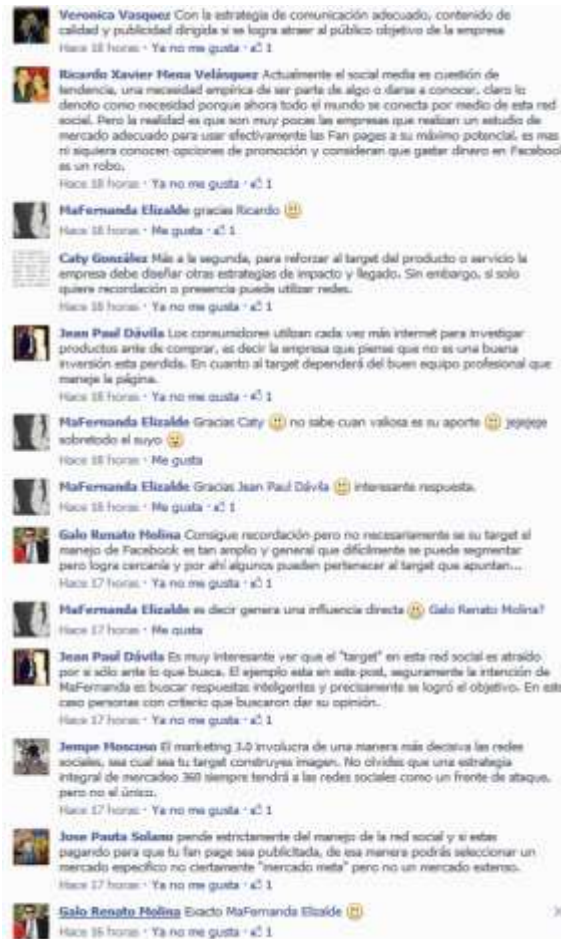 Veronica Vasquez Con la estrategia de comunicación adecuado, contenido de
calidad y publicidad dirigida si se logra atraer al público objetivo de la empresa
Hace 18 horas · Ya no me gusta · 1
Ricardo Xavier Mena Velásquez Actualmente el social media es cuestión de
tendencia, una necesidad empírica de ser parte de algo o darse a conocer, claro lo
denoto como necesidad porque ahora todo el mundo se conecta por medio de esta red
social. Pero la realidad es que son muy pocas las empresas que realizan un estudio de
mercado adecuado para usar efectivamente las Fan pages a su máximo potencial, es mas
ni siquiera conocen opciones de promoción y consideran que gastar dinero en Facebook
es un robo.
Hace 18 horas · Ya no me gusta · 1
MaFernanda Elizalde gracias Ricardo
Hace 18 horas · Me gusta · 1
Caty González Más a la segunda, para reforzar al target del producto o servicio la
empresa debe diseñar otras estrategias de impacto y llegado. Sin embargo, si solo
quiere recordación o presencia puede utilizar redes.
Hace 18 horas · Ya no me gusta · 1
Jean Paul Dávila Los consumidores utilizan cada vez más internet para investigar
productos ante de comprar, es decir la empresa que piense que no es una buena
inversión esta perdida. En cuanto al target dependerá del buen equipo profesional que
maneje la página.
Hace 18 horas · Ya no me gusta · 1
MaFernanda Elizalde Gracias Caty no sabe cuan valiosa es su aporte jejejeje
sobretodo el suyo
Hace 18 horas · Me gusta
MaFernanda Elizalde Gracias Jean Paul Dávila interesante respuesta.
Hace 18 horas · Me gusta · 1
Galo Renato Molina Consigue recordación pero no necesariamente se su target el
manejo de Facebook es tan amplio y general que difícilmente se puede segmentar
pero logra cercanía y por ahí algunos pueden pertenecer al target que apuntan...
Hace 17 horas · Ya no me gusta · 1
MaFernanda Elizalde es decir genera una influencia directa Galo Renato Molina?
Hace 17 horas · Me gusta
Jean Paul Dávila Es muy interesante ver que el "target" en esta red social es atraído
por si sólo ante lo que busca. El ejemplo esta en este post, seguramente la intención de
MaFernanda es buscar respuestas inteligentes y precisamente se logró el objetivo. En este
caso personas con criterio que buscaron dar su opinión.
Hace 17 horas · Ya no me gusta · 1
Jempe Moscoso El marketing 3.0 involucra de una manera más decisiva las redes
sociales, sea cual sea tu target construyes imagen. No olvides que una estrategia
integral de mercadeo 360 siempre tendrá a las redes sociales como un frente de ataque,
pero no el único.
Hace 17 horas · Ya no me gusta · 1
Jose Pauta Solano pende estrictamente del manejo de la red social y si estas
pagando para que tu fan page sea publicitada, de esa manera podrás seleccionar un
mercado especifico no ciertamente "mercado meta" pero no un mercado extenso.
Hace 17 horas · Ya no me gusta · 1
Galo Renato Molina Exacto MaFernanda Elizalde
Hace 16 horas · Ya no me gusta · 1